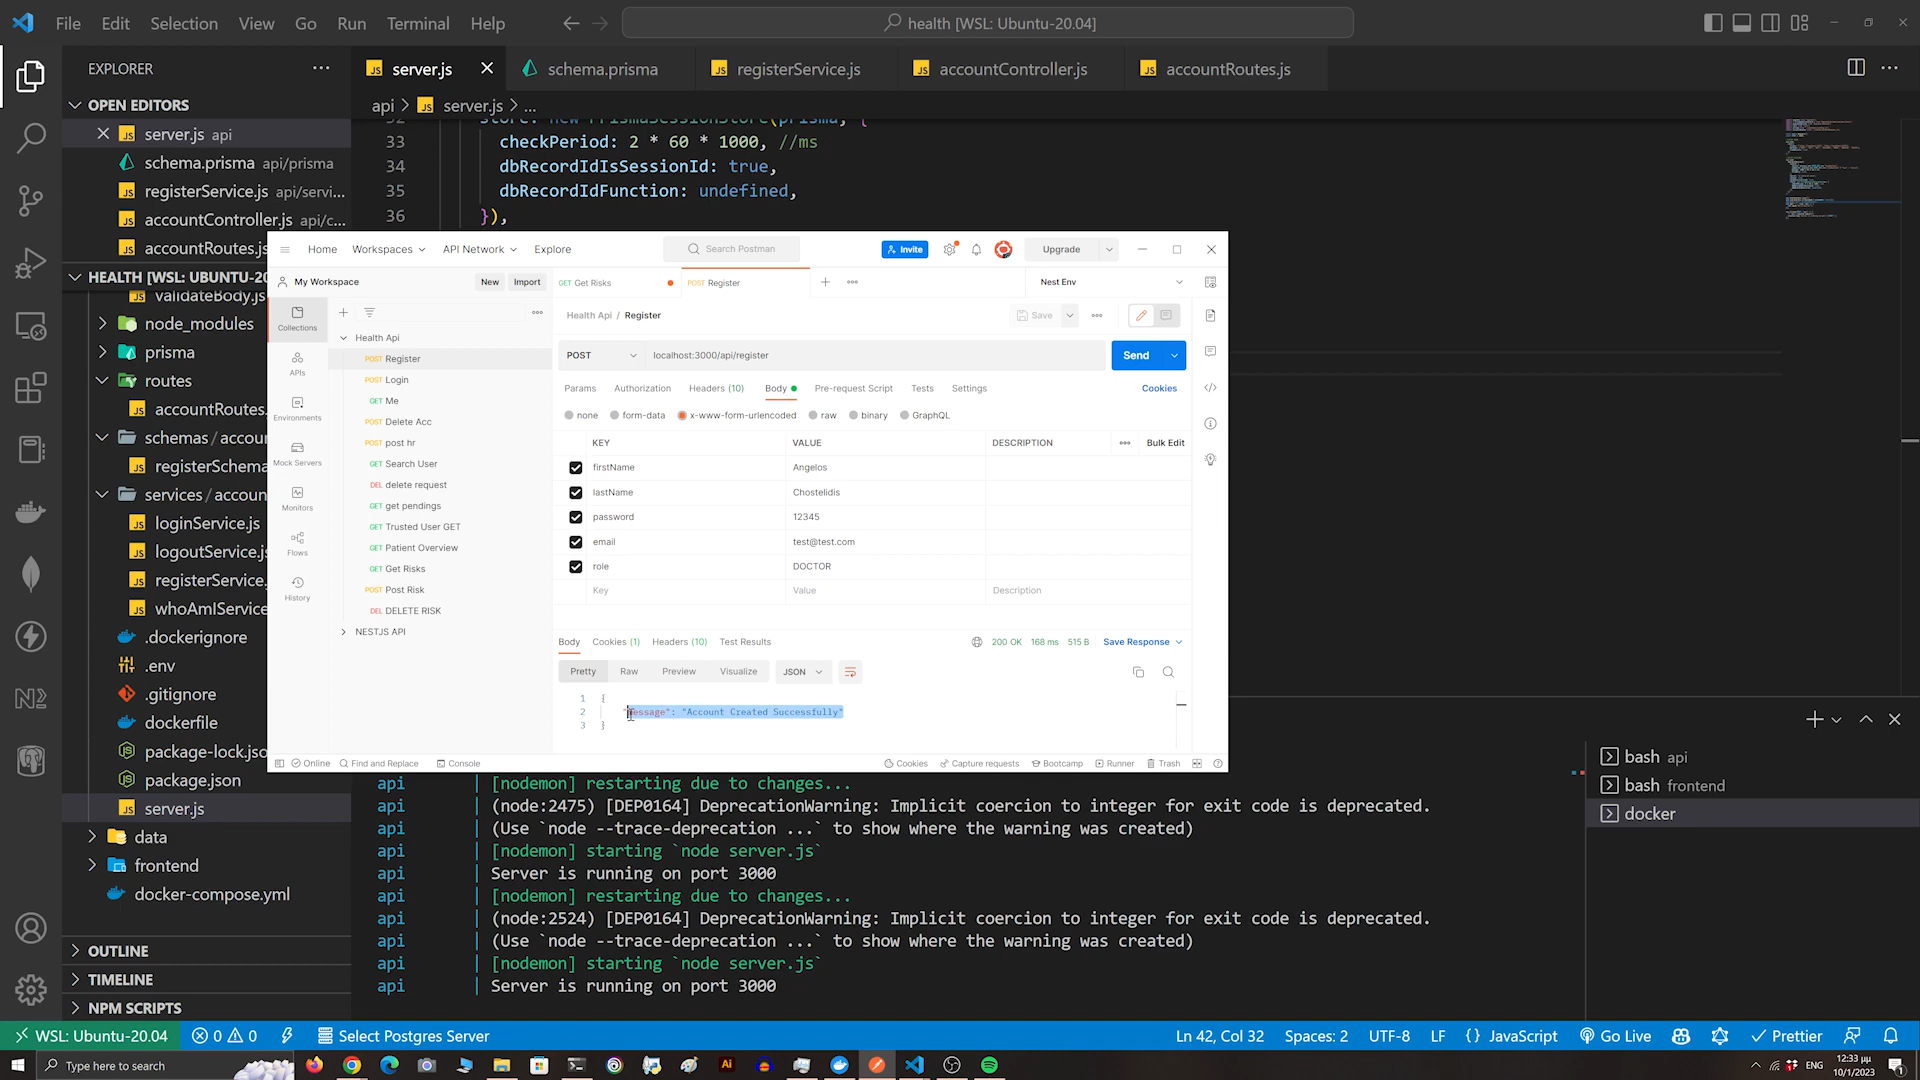 File Edit Selection View Go Run Terminal Help
health [WSL: Ubuntu-20.04]
EXPLORER
server.js
schema.prisma
registerService.js
accountController.js
accountRoutes.js
OPEN EDITORS
api > server.js > ...
server.js api
schema.prisma api/prisma
registerService.js api/servi...
accountController.js api/c...
accountRoutes.js
HEALTH [WSL: UBUNTU-20
validateBody.js
node_modules
prisma
routes
accountRoutes.
schemas / accou
registerSchema
services / accoun
loginService.js
logoutService.js
registerService.
whoAmIService
.dockerignore
.env
.gitignore
dockerfile
package-lock.jso
package.json
server.js
data
frontend
docker-compose.yml
OUTLINE
TIMELINE
NPM SCRIPTS
32 store: new PrismaSessionStore(prisma, {
33 checkPeriod: 2 * 60 * 1000, //ms
34 dbRecordIdIsSessionId: true,
35 dbRecordIdFunction: undefined,
36 }),
Home Workspaces API Network Explore
Search Postman
Invite
Upgrade
My Workspace
New Import
GET Get Risks
POST Register
Nest Env
Collections
APIs
Environments
Mock Servers
Monitors
Flows
History
Health Api
POST Register
POST Login
GET Me
POST Delete Acc
POST post hr
GET Search User
DEL delete request
GET get pendings
GET Trusted User GET
GET Patient Overview
GET Get Risks
POST Post Risk
DEL DELETE RISK
NESTJS API
Health Api / Register
Save
POST localhost:3000/api/register
Send
Params Authorization Headers (10) Body Pre-request Script Tests Settings
Cookies
none form-data x-www-form-urlencoded raw binary GraphQL
KEY VALUE DESCRIPTION Bulk Edit
firstName Angelos
lastName Chostelidis
password 12345
email test@test.com
role DOCTOR
Key Value Description
Body Cookies (1) Headers (10) Test Results
200 OK 168 ms 515 B Save Response
Pretty Raw Preview Visualize JSON
1 {
2 "message": "Account Created Successfully"
3 }
Online Find and Replace Console
Cookies Capture requests Bootcamp Runner Trash
api | [nodemon] restarting due to changes...
api | (node:2475) [DEP0164] DeprecationWarning: Implicit coercion to integer for exit code is deprecated.
api | (Use `node --trace-deprecation ...` to show where the warning was created)
api | [nodemon] starting `node server.js`
api | Server is running on port 3000
api | [nodemon] restarting due to changes...
api | (node:2524) [DEP0164] DeprecationWarning: Implicit coercion to integer for exit code is deprecated.
api | (Use `node --trace-deprecation ...` to show where the warning was created)
api | [nodemon] starting `node server.js`
api | Server is running on port 3000
bash api
bash frontend
docker
WSL: Ubuntu-20.04
0 0
Select Postgres Server
Ln 42, Col 32 Spaces: 2 UTF-8 LF {} JavaScript Go Live Prettier
Type here to search
Ai
ENG
12:33 μμ
10/1/2023